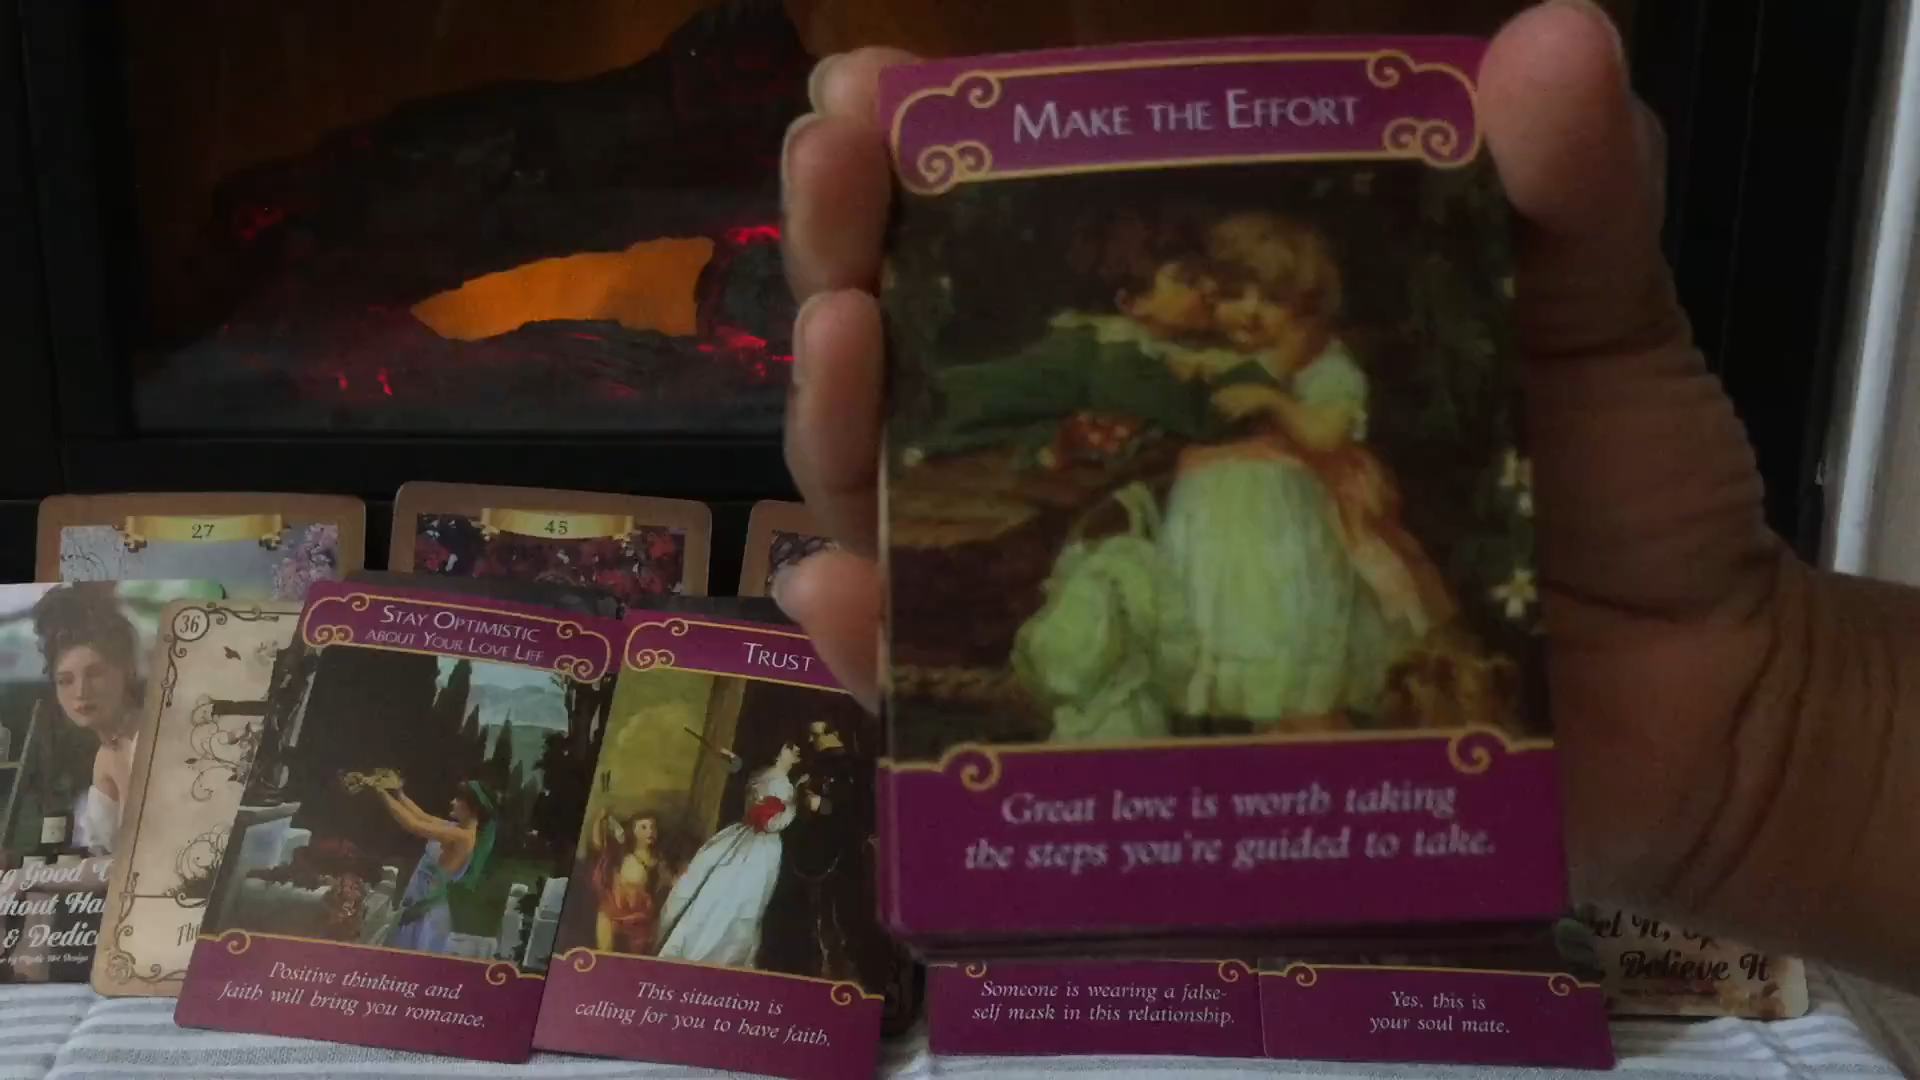 MAKE THE EFFORT
Great love is worth taking
the steps you're guided to take.
27
45
36
STAY OPTIMISTIC
ABOUT YOUR LOVE LIFE
Positive thinking and
faith will bring you romance.
TRUST
This situation is
calling for you to have faith.
Someone is wearing a false-
self mask in this relationship.
Yes, this is
your soul mate.
Good
& Dedic
Believe It